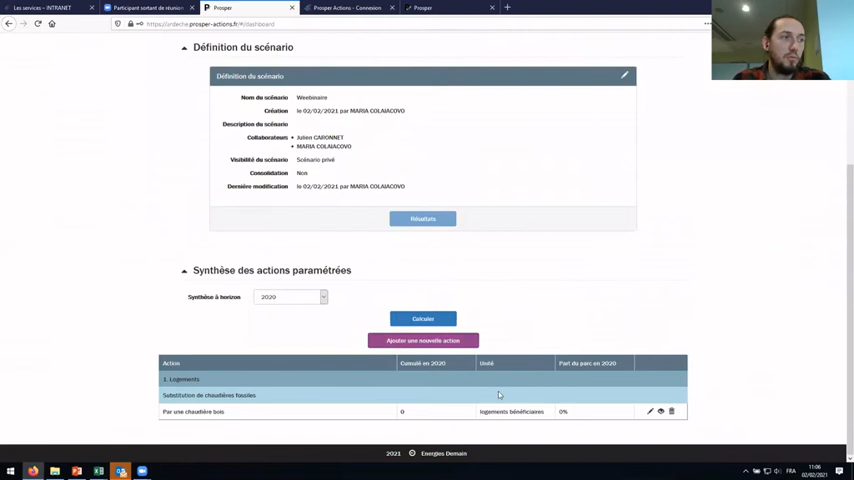 Les services – INTRANET
Participant sortant de réunion
Prosper
Prosper Actions - Connexion
Prosper
https://ardeche.prosper-actions.fr/#/dashboard
Définition du scénario
Définition du scénario
Nom du scénario Weebinaire
Création le 02/02/2021 par MARIA COLAIACOVO
Description du scénario
Collaborateurs • Julien CARONNET
• MARIA COLAIACOVO
Visibilité du scénario Scénario privé
Consolidation Non
Dernière modification le 02/02/2021 par MARIA COLAIACOVO
Résultats
Synthèse des actions paramétrées
Synthèse à horizon 2020
Calculer
Ajouter une nouvelle action
Action Cumulé en 2020 Unité Part du parc en 2020
1. Logements
Substitution de chaudières fossiles
Par une chaudière bois 0 logements bénéficiaires 0%
2021 Energies Demain
FRA
11:06
02/02/2021